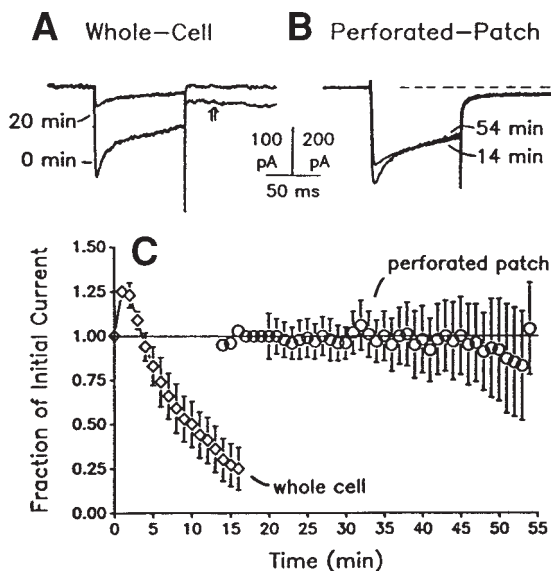 A Whole-Cell
B Perforated-Patch
20 min
0 min
⇑
100 pA
200 pA
50 ms
54 min
14 min
C
perforated patch
whole cell
Fraction of Initial Current
1.50
1.25
1.00
0.75
0.50
0.25
0.00
0 5 10 15 20 25 30 35 40 45 50 55
Time (min)